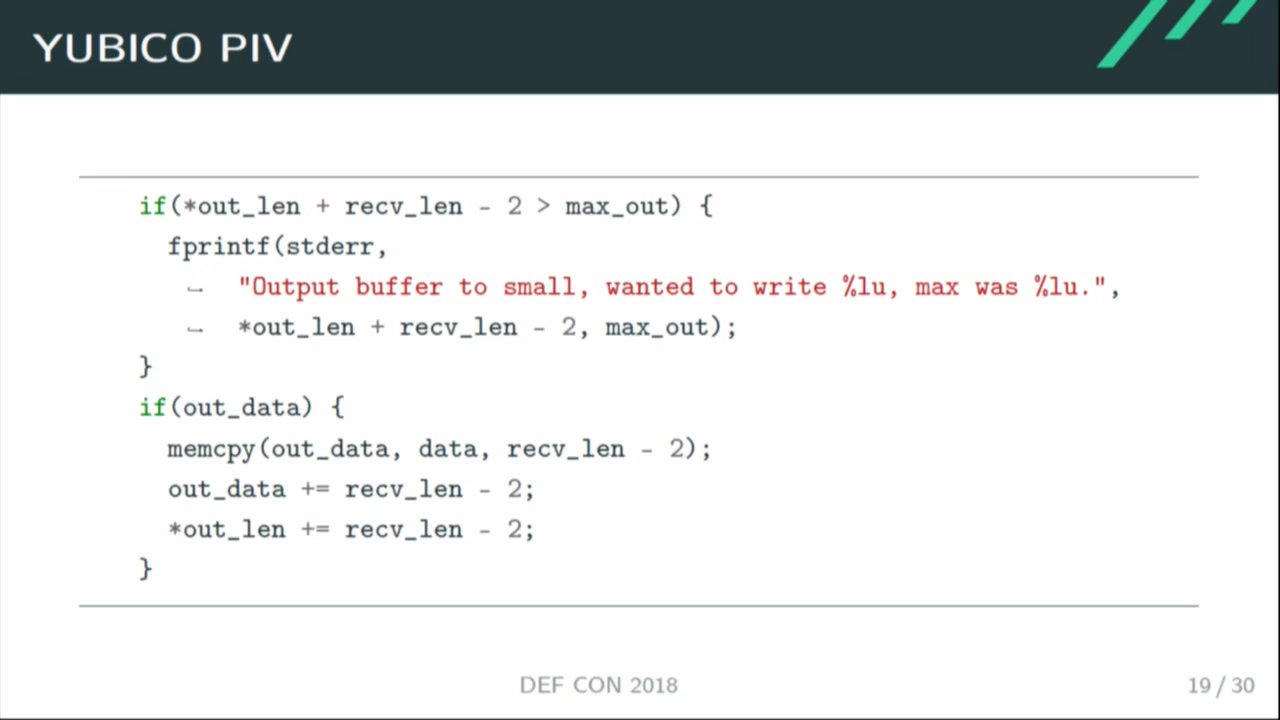 YUBICO PIV
if(*out_len + recv_len - 2 > max_out) {
fprintf(stderr,
↪ "Output buffer to small, wanted to write %lu, max was %lu.",
↪ *out_len + recv_len - 2, max_out);
}
if(out_data) {
memcpy(out_data, data, recv_len - 2);
out_data += recv_len - 2;
*out_len += recv_len - 2;
}
DEF CON 2018
19 / 30